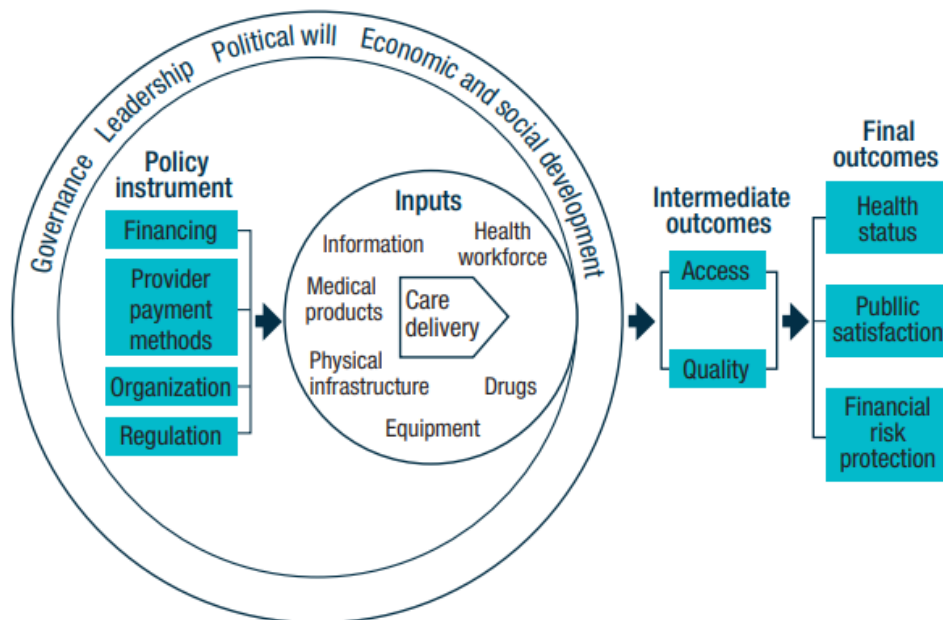 Governance Leadership Political will Economic and social development
Policy
instrument
Financing
Provider
payment
methods
Organization
Regulation
Inputs
Information
Health
workforce
Medical
products
Care
delivery
Physical
infrastructure
Drugs
Equipment
Intermediate
outcomes
Access
Quality
Final
outcomes
Health
status
Publlic
satisfaction
Financial
risk
protection